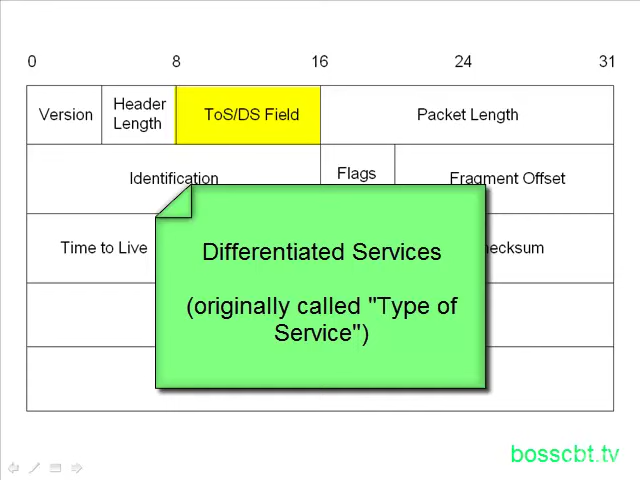 0 8 16 24 31
Version Header Length ToS/DS Field Packet Length
Identification Flags Fragment Offset
Time to Live
Differentiated Services
(originally called "Type of
Service")
bosscbt.tv